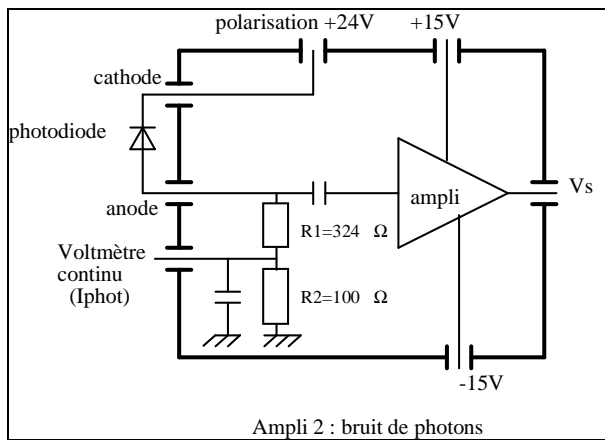 polarisation +24V
+15V
cathode
photodiode
anode
ampli
Vs
R1=324 Ω
Voltmètre
continu
(Iphot)
R2=100 Ω
-15V
Ampli 2 : bruit de photons